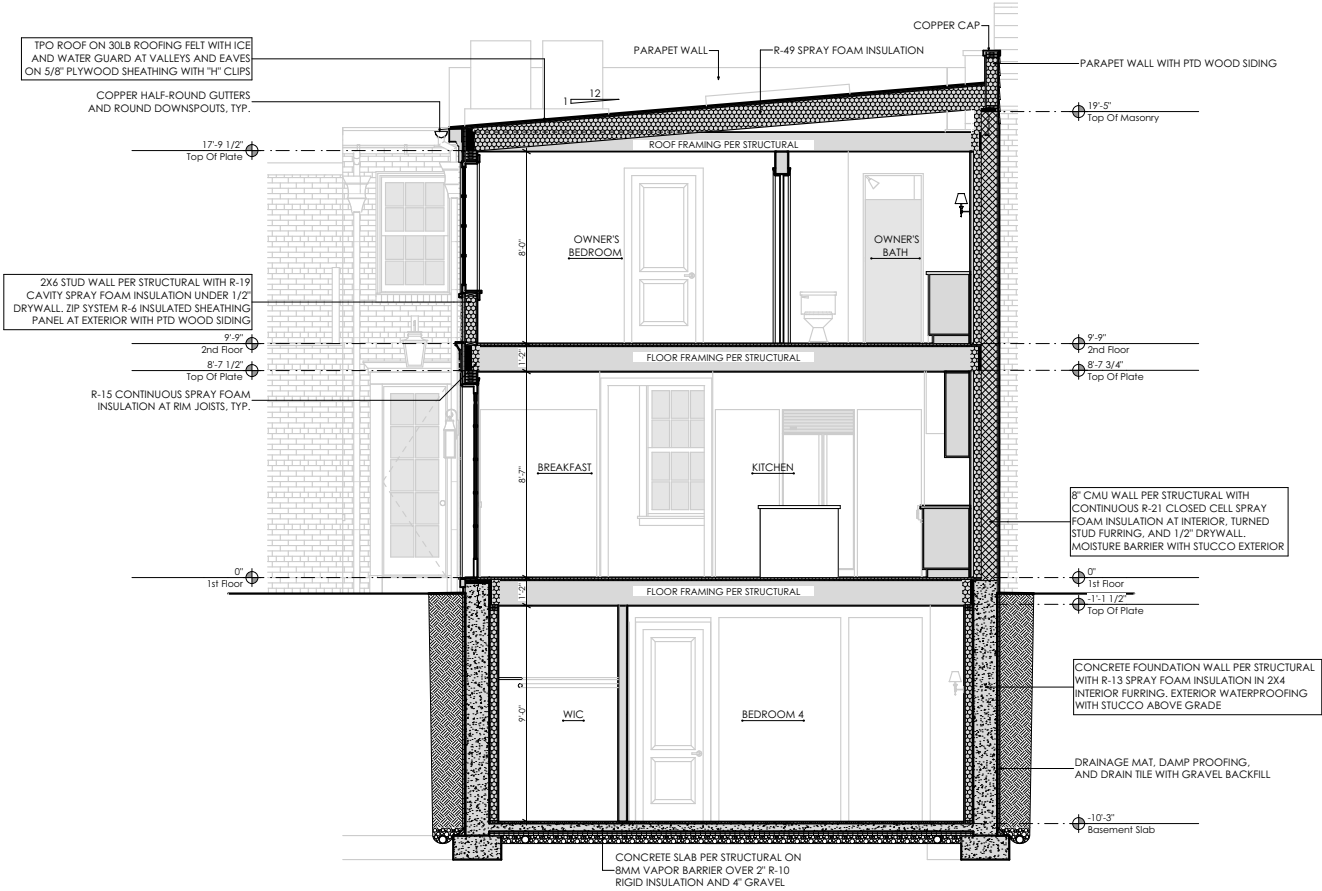 COPPER CAP
TPO ROOF ON 30LB ROOFING FELT WITH ICE
AND WATER GUARD AT VALLEYS AND EAVES
ON 5/8" PLYWOOD SHEATHING WITH "H" CLIPS
PARAPET WALL
R-49 SPRAY FOAM INSULATION
PARAPET WALL WITH PTD WOOD SIDING
COPPER HALF-ROUND GUTTERS
AND ROUND DOWNSPOUTS, TYP.
12
1
19'-5"
Top Of Masonry
17'-9 1/2"
Top Of Plate
ROOF FRAMING PER STRUCTURAL
8'-0"
OWNER'S
BEDROOM
OWNER'S
BATH
2X6 STUD WALL PER STRUCTURAL WITH R-19
CAVITY SPRAY FOAM INSULATION UNDER 1/2"
DRYWALL. ZIP SYSTEM R-6 INSULATED SHEATHING
PANEL AT EXTERIOR WITH PTD WOOD SIDING
9'-9"
2nd Floor
9'-9"
2nd Floor
1'-2"
FLOOR FRAMING PER STRUCTURAL
8'-7 1/2"
Top Of Plate
8'-7 3/4"
Top Of Plate
R-15 CONTINUOUS SPRAY FOAM
INSULATION AT RIM JOISTS, TYP.
8'-7"
BREAKFAST
KITCHEN
8" CMU WALL PER STRUCTURAL WITH
CONTINUOUS R-21 CLOSED CELL SPRAY
FOAM INSULATION AT INTERIOR, TURNED
STUD FURRING, AND 1/2" DRYWALL.
MOISTURE BARRIER WITH STUCCO EXTERIOR
0"
1st Floor
0"
1st Floor
1'-2"
FLOOR FRAMING PER STRUCTURAL
-1'-1 1/2"
Top Of Plate
CONCRETE FOUNDATION WALL PER STRUCTURAL
WITH R-13 SPRAY FOAM INSULATION IN 2X4
INTERIOR FURRING. EXTERIOR WATERPROOFING
WITH STUCCO ABOVE GRADE
9'-0"
WIC
BEDROOM 4
DRAINAGE MAT, DAMP PROOFING,
AND DRAIN TILE WITH GRAVEL BACKFILL
-10'-3"
Basement Slab
CONCRETE SLAB PER STRUCTURAL ON
8MM VAPOR BARRIER OVER 2" R-10
RIGID INSULATION AND 4" GRAVEL